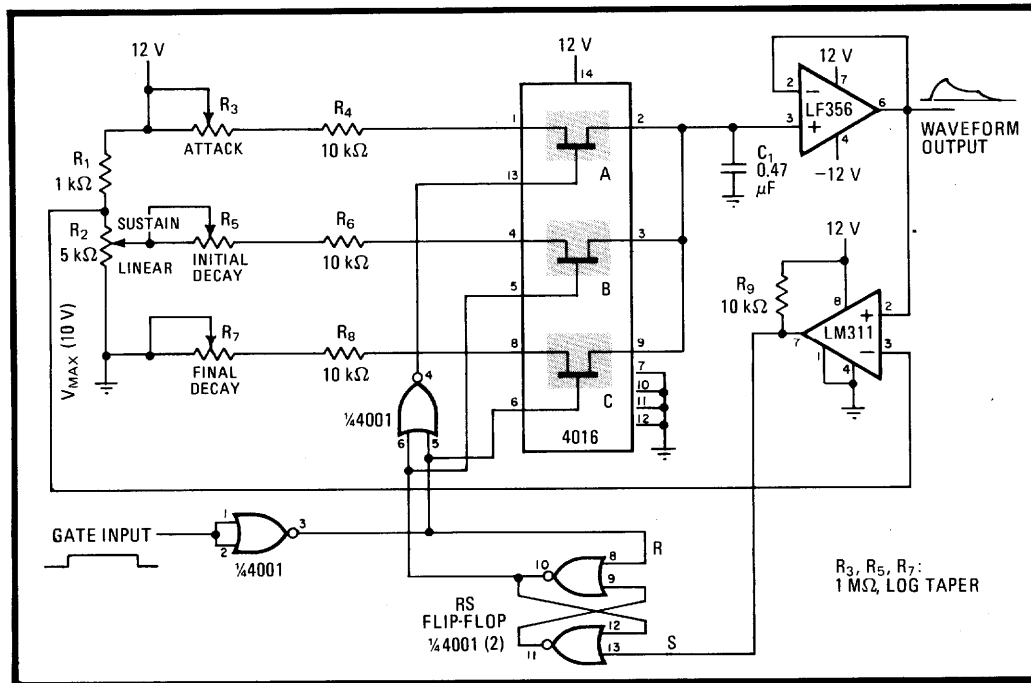 12 V
R3
ATTACK
R4
10 kΩ
R1
1 kΩ
R2
5 kΩ
SUSTAIN
LINEAR
R5
INITIAL
DECAY
R6
10 kΩ
R7
FINAL
DECAY
R8
10 kΩ
VMAX (10 V)
12 V
14
1
2
13
A
4
3
5
B
8
9
6
C
7
10
11
12
4016
¼4001
4
6
5
C1
0.47
μF
12 V
2
7
−
LF356
6
3
+
4
−12 V
WAVEFORM
OUTPUT
12 V
R9
10 kΩ
8
+
2
LM311
7
−
3
1
4
GATE INPUT
1
2
3
¼4001
R
10
8
9
RS
FLIP-FLOP
¼4001 (2)
12
11
13
S
R3, R5, R7:
1 MΩ, LOG TAPER